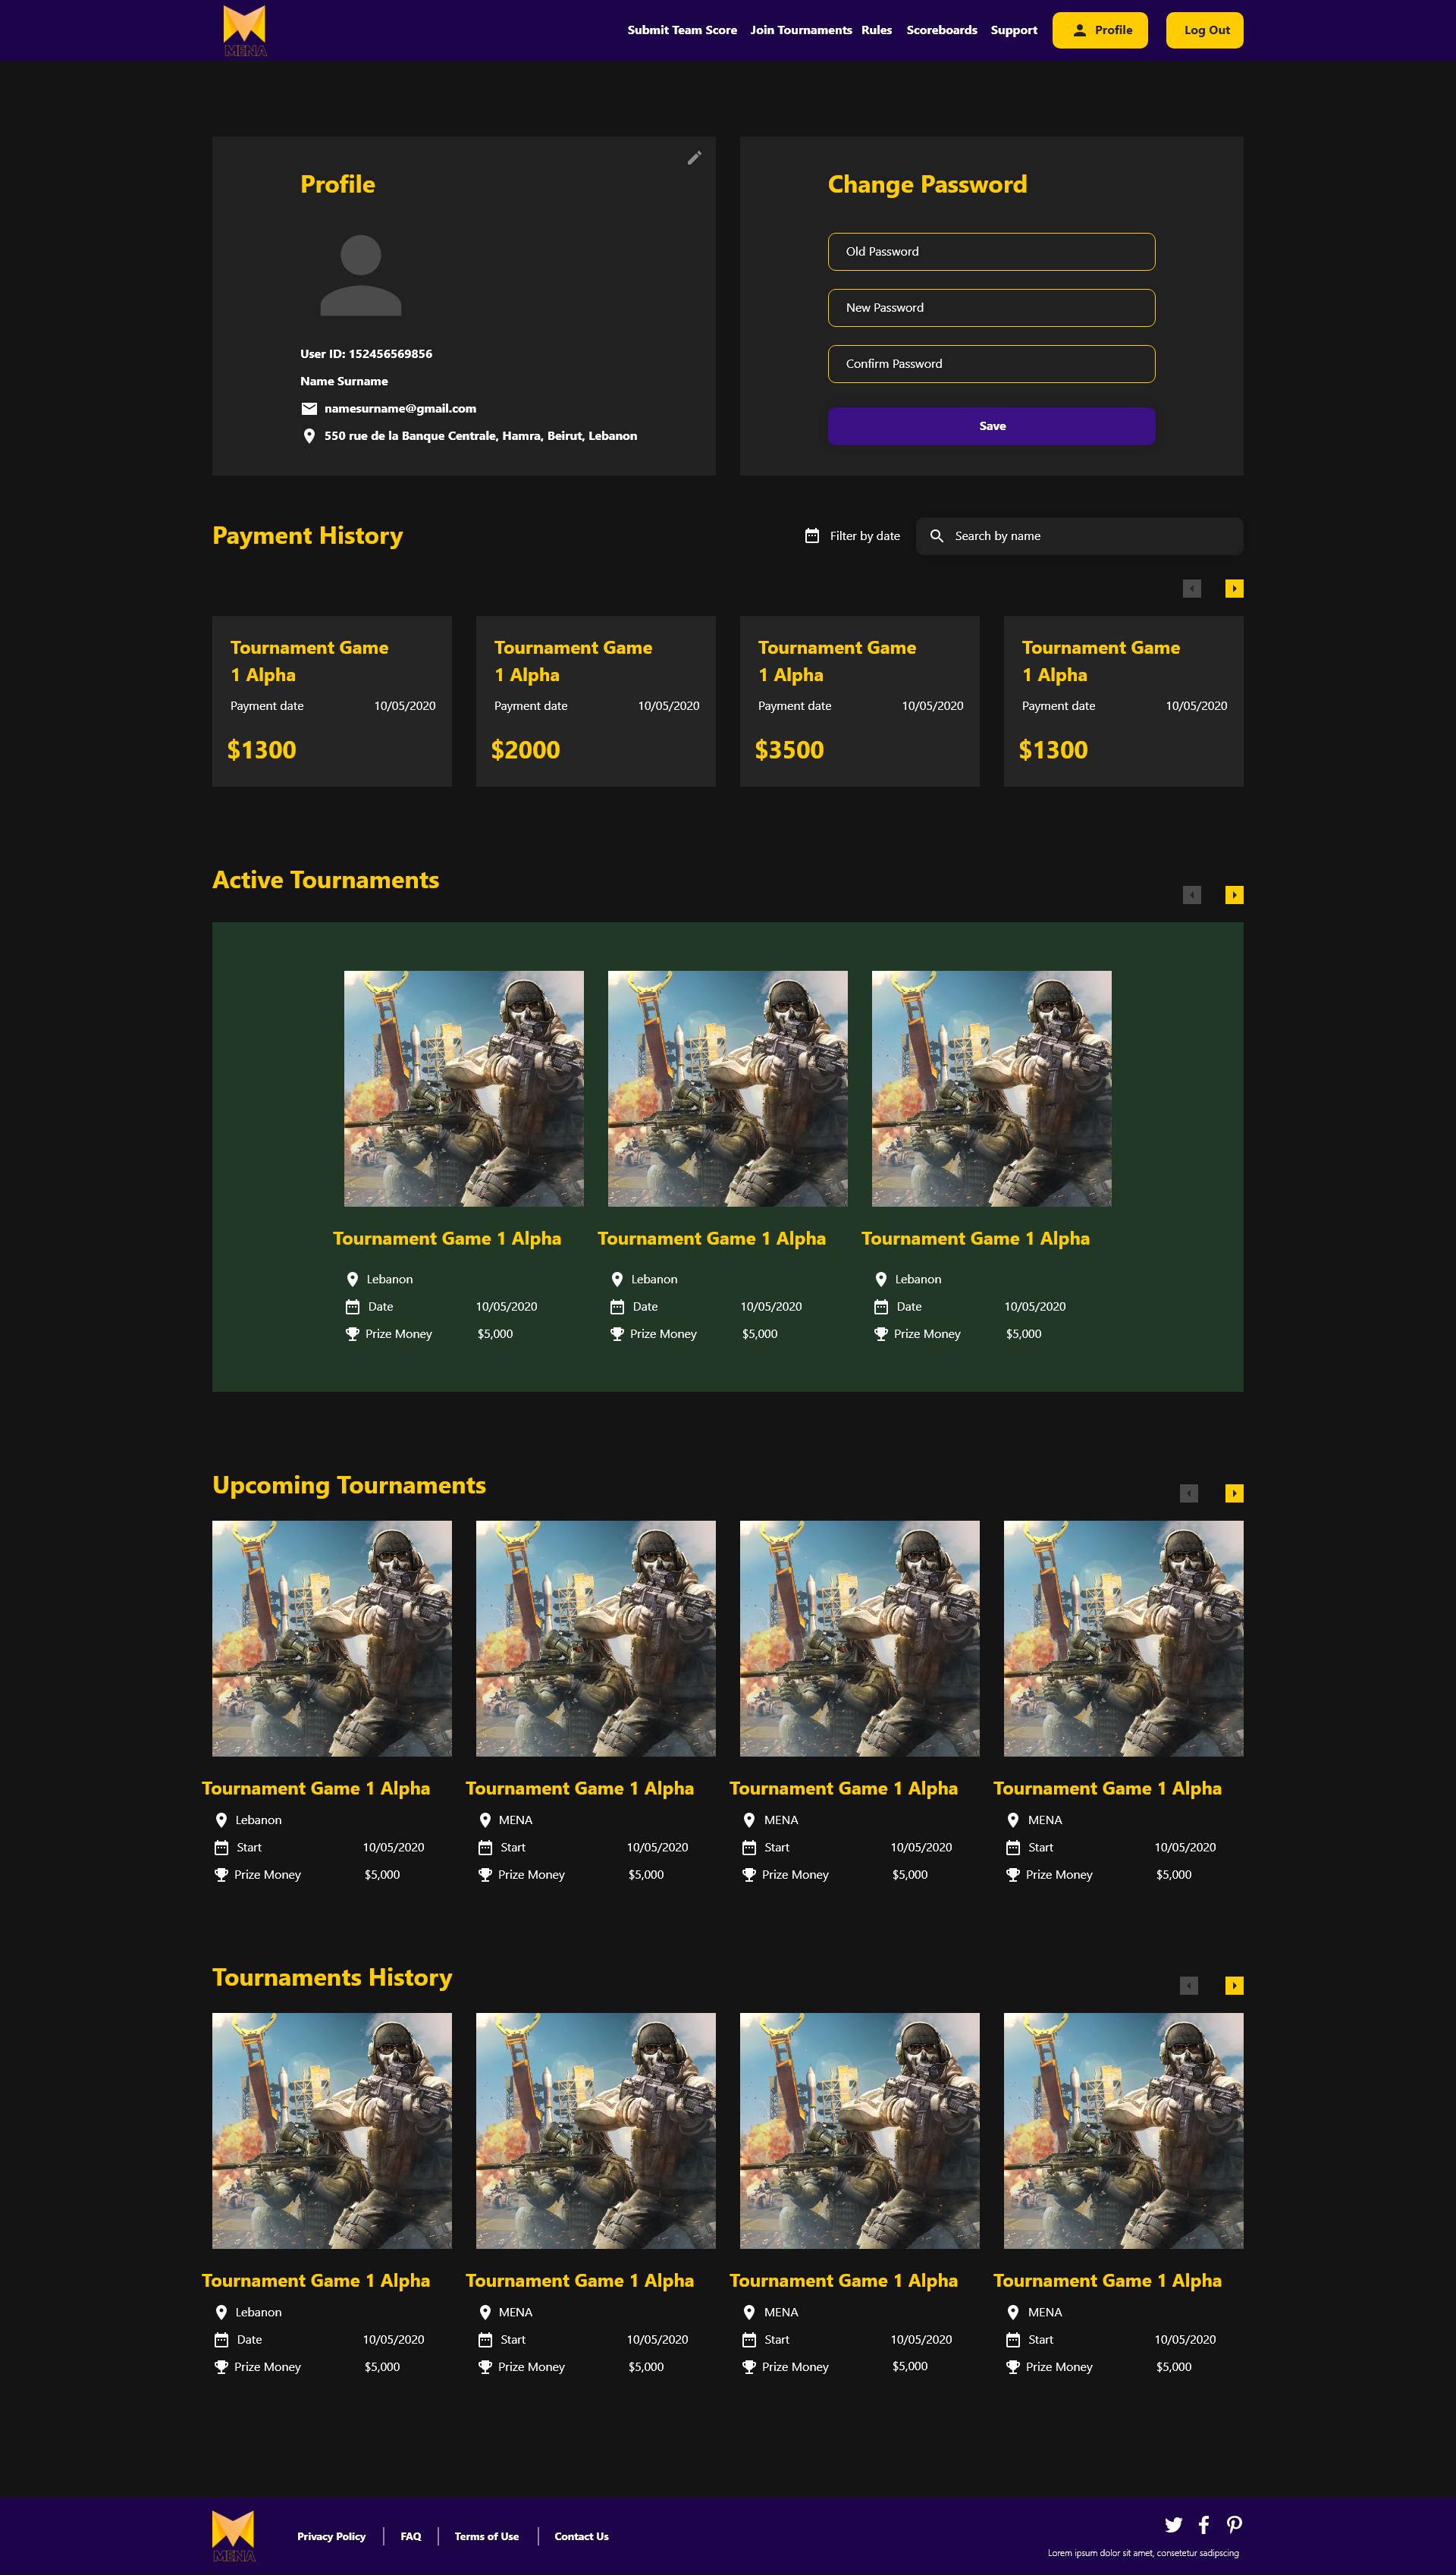 MENA
Submit Team Score Join Tournaments Rules Scoreboards Support Profile Log Out
Profile
User ID: 152456569856
Name Surname
namesurname@gmail.com
550 rue de la Banque Centrale, Hamra, Beirut, Lebanon
Change Password
Old Password
New Password
Confirm Password
Save
Payment History
Filter by date
Search by name
Tournament Game
1 Alpha
Payment date 10/05/2020
$1300
Tournament Game
1 Alpha
Payment date 10/05/2020
$2000
Tournament Game
1 Alpha
Payment date 10/05/2020
$3500
Tournament Game
1 Alpha
Payment date 10/05/2020
$1300
Active Tournaments
Tournament Game 1 Alpha
Lebanon
Date 10/05/2020
Prize Money $5,000
Tournament Game 1 Alpha
Lebanon
Date 10/05/2020
Prize Money $5,000
Tournament Game 1 Alpha
Lebanon
Date 10/05/2020
Prize Money $5,000
Upcoming Tournaments
Tournament Game 1 Alpha
Lebanon
Start 10/05/2020
Prize Money $5,000
Tournament Game 1 Alpha
MENA
Start 10/05/2020
Prize Money $5,000
Tournament Game 1 Alpha
MENA
Start 10/05/2020
Prize Money $5,000
Tournament Game 1 Alpha
MENA
Start 10/05/2020
Prize Money $5,000
Tournaments History
Tournament Game 1 Alpha
Lebanon
Date 10/05/2020
Prize Money $5,000
Tournament Game 1 Alpha
MENA
Start 10/05/2020
Prize Money $5,000
Tournament Game 1 Alpha
MENA
Start 10/05/2020
Prize Money $5,000
Tournament Game 1 Alpha
MENA
Start 10/05/2020
Prize Money $5,000
MENA
Privacy Policy FAQ Terms of Use Contact Us
Lorem ipsum dolor sit amet, consetetur sadipscing